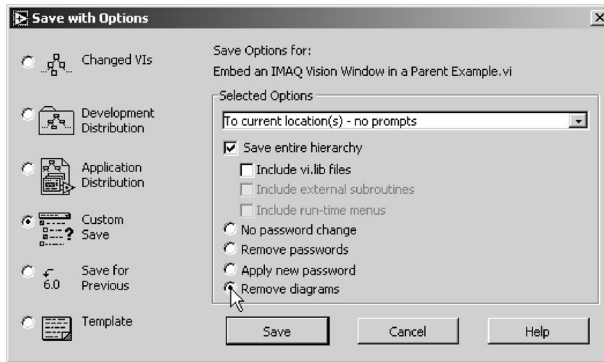 Save with Options
Changed VIs
Development
Distribution
Application
Distribution
Custom
Save
6.0
Save for
Previous
Template
Save Options for:
Embed an IMAQ Vision Window in a Parent Example.vi
Selected Options
To current location(s) - no prompts
Save entire hierarchy
Include vi.lib files
Include external subroutines
Include run-time menus
No password change
Remove passwords
Apply new password
Remove diagrams
Save
Cancel
Help